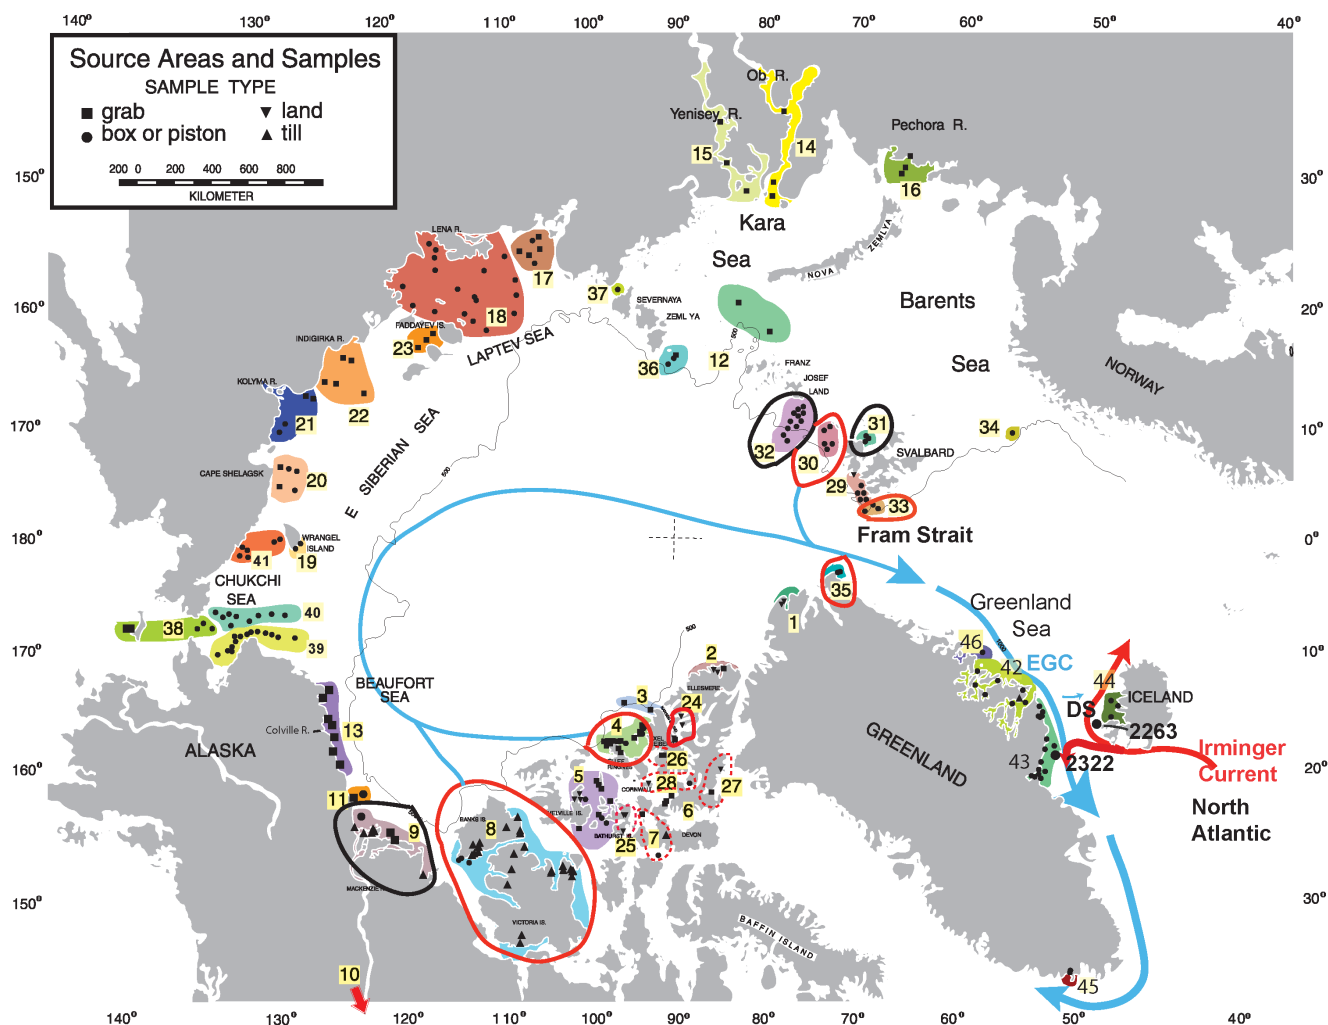 140° 130° 120° 110° 100° 90° 80° 70° 60° 50° 40°
Source Areas and Samples
SAMPLE TYPE
grab
land
box or piston
till
200 0 200 400 600 800
KILOMETER
Ob R.
Yenisey R.
Pechora R.
15
14
16
150°
30°
Kara
Sea
NOVA
ZEMLYA
LENA R.
17
37
SEVERNAYA
ZEML YA
Barents
Sea
160°
20°
18
FADDAYEV IS.
23
LAPTEV SEA
500
INDIGIRKA R.
36
12
FRANZ
JOSEF
LAND
NORWAY
KOLYMA R.
22
21
170°
10°
E SIBERIAN SEA
32
30
31
34
SVALBARD
CAPE SHELAGSK
20
500
29
33
Fram Strait
180°
0°
WRANGEL
ISLAND
41
19
CHUKCHI
SEA
40
38
39
35
1
Greenland
Sea
500
170°
10°
46
42
1000
EGC
2
ELLESMERE
BEAUFORT
SEA
3
24
44
ICELAND
DS
2263
Colville R.
13
4
ALASKA
GREENLAND
26
43
2322
Irminger
Current
160°
20°
5
28
CORNWALL
27
North
Atlantic
11
6
9
BANKS IS.
8
MELVILLE IS.
BATHURST IS.
25
7
DEVON
VICTORIA IS.
BAFFIN ISLAND
150°
30°
10
45
140° 130° 120° 110° 100° 90° 80° 70° 60° 50° 40°